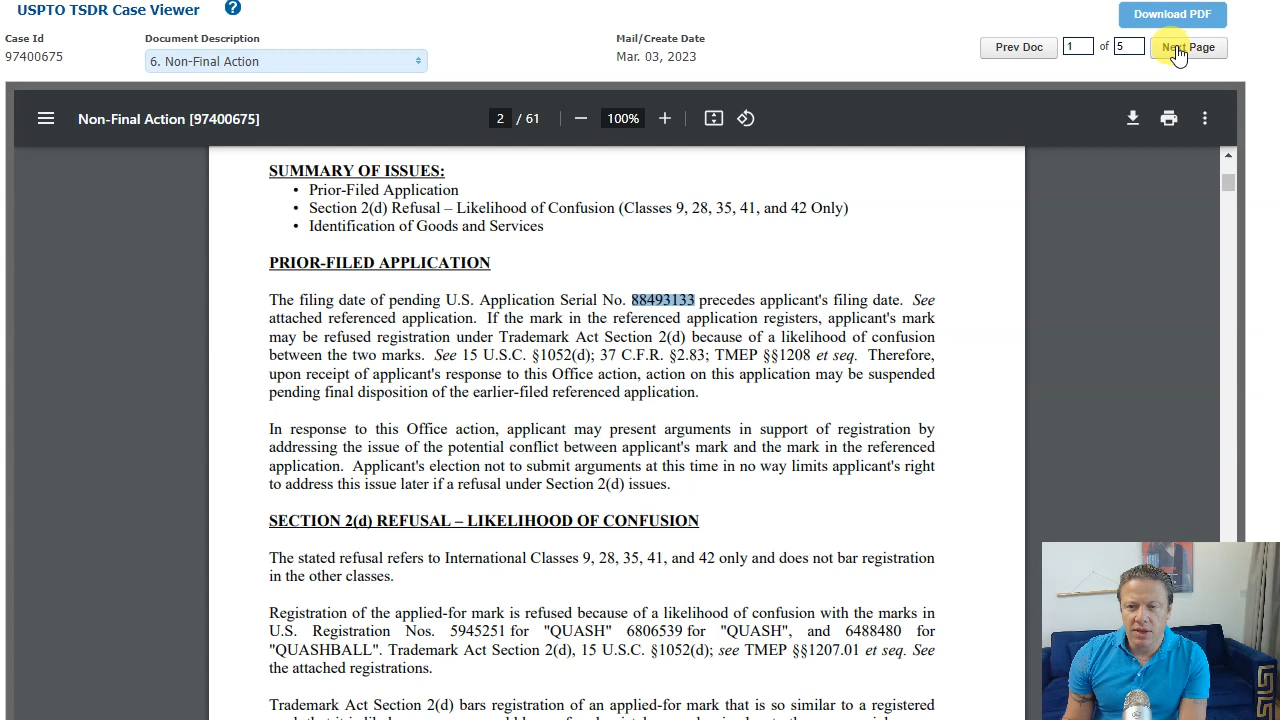 USPTO TSDR Case Viewer
?
Download PDF
Case Id
Document Description
Mail/Create Date
97400675
6. Non-Final Action
Mar. 03, 2023
Prev Doc 1 of 5 Next Page
Non-Final Action [97400675]
2 / 61 — 100% +
SUMMARY OF ISSUES:
• Prior-Filed Application
• Section 2(d) Refusal – Likelihood of Confusion (Classes 9, 28, 35, 41, and 42 Only)
• Identification of Goods and Services
PRIOR-FILED APPLICATION
The filing date of pending U.S. Application Serial No. 88493133 precedes applicant's filing date. See
attached referenced application. If the mark in the referenced application registers, applicant's mark
may be refused registration under Trademark Act Section 2(d) because of a likelihood of confusion
between the two marks. See 15 U.S.C. §1052(d); 37 C.F.R. §2.83; TMEP §§1208 et seq. Therefore,
upon receipt of applicant's response to this Office action, action on this application may be suspended
pending final disposition of the earlier-filed referenced application.
In response to this Office action, applicant may present arguments in support of registration by
addressing the issue of the potential conflict between applicant's mark and the mark in the referenced
application. Applicant's election not to submit arguments at this time in no way limits applicant's right
to address this issue later if a refusal under Section 2(d) issues.
SECTION 2(d) REFUSAL – LIKELIHOOD OF CONFUSION
The stated refusal refers to International Classes 9, 28, 35, 41, and 42 only and does not bar registration
in the other classes.
Registration of the applied-for mark is refused because of a likelihood of confusion with the marks in
U.S. Registration Nos. 5945251 for "QUASH" 6806539 for "QUASH", and 6488480 for
"QUASHBALL". Trademark Act Section 2(d), 15 U.S.C. §1052(d); see TMEP §§1207.01 et seq. See
the attached registrations.
Trademark Act Section 2(d) bars registration of an applied-for mark that is so similar to a registered